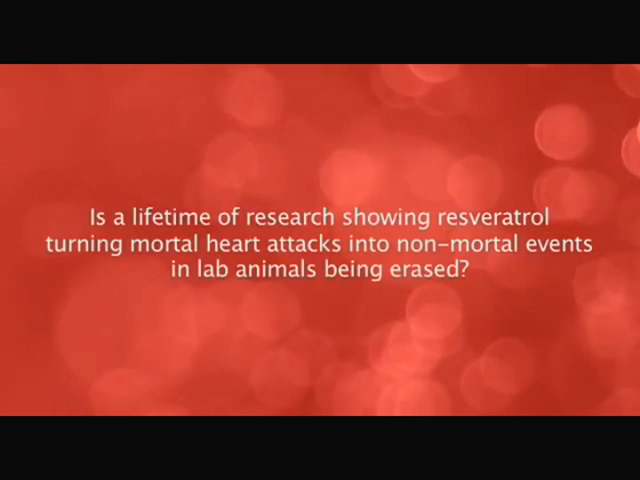 Is a lifetime of research showing resveratrol
turning mortal heart attacks into non-mortal events
in lab animals being erased?